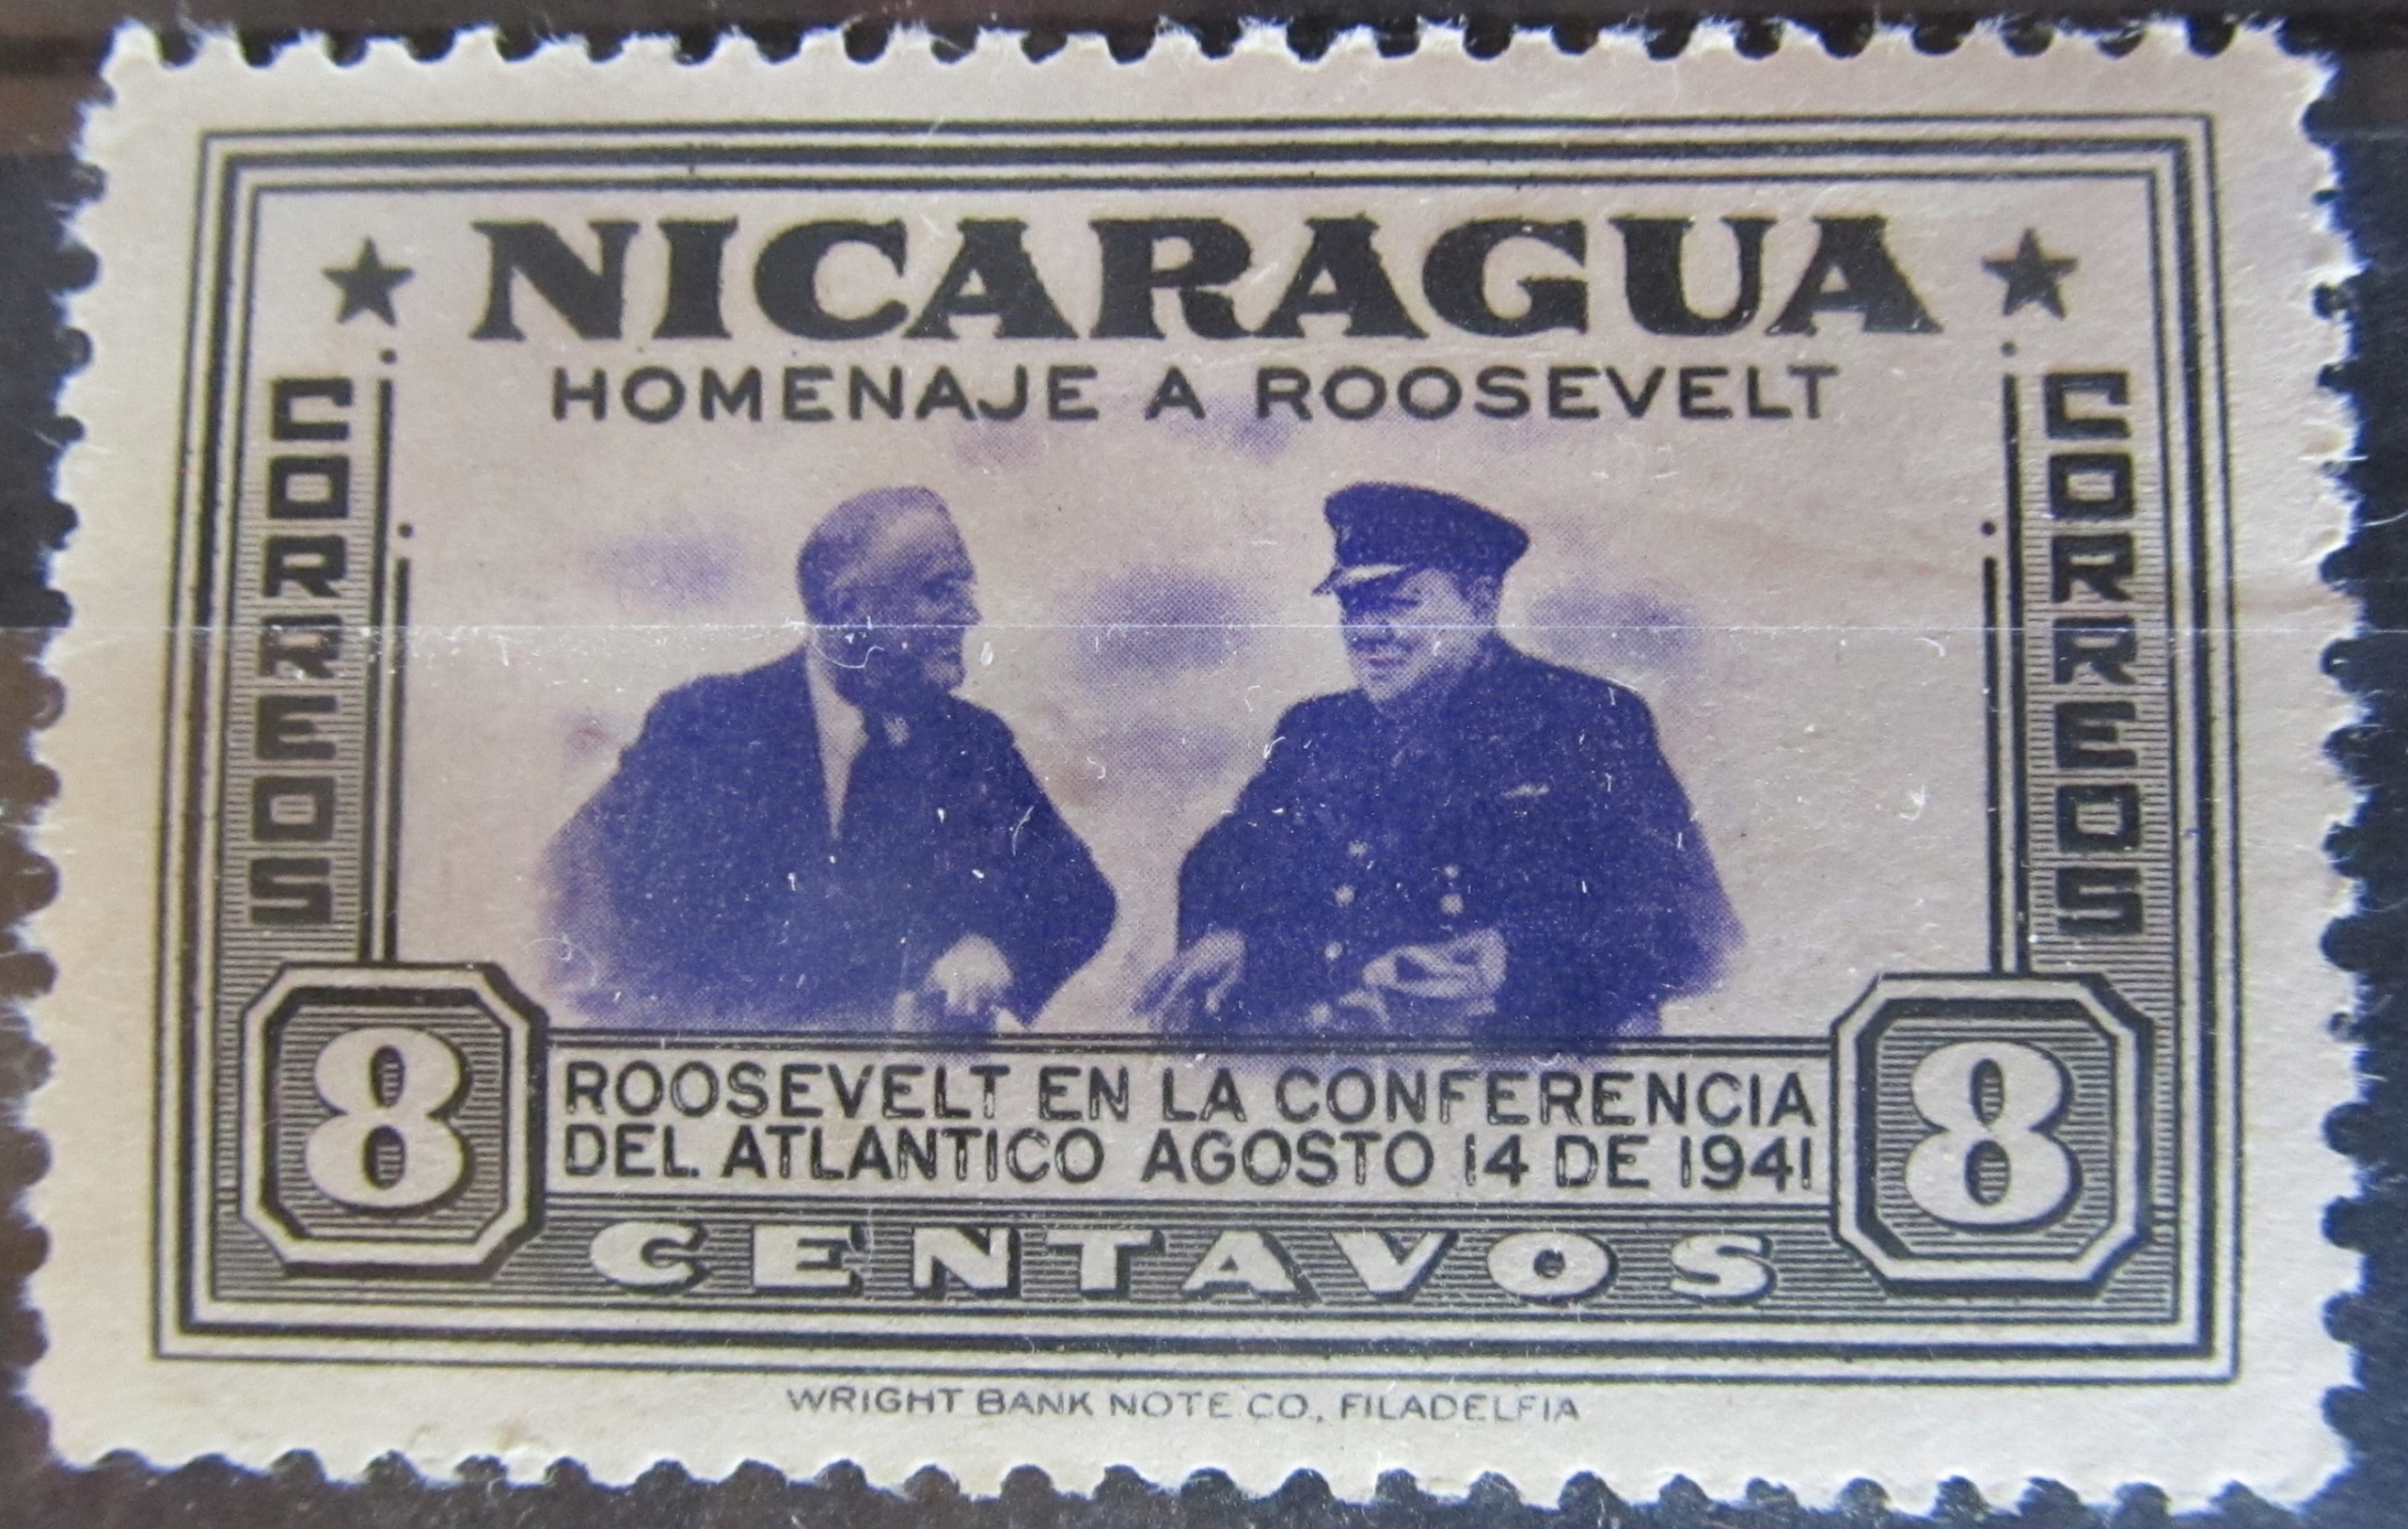 NICARAGUA
HOMENAJE A ROOSEVELT
CORREOS
CORREOS
8
ROOSEVELT EN LA CONFERENCIA
DEL ATLANTICO AGOSTO 14 DE 1941
8
CENTAVOS
WRIGHT BANK NOTE CO., FILADELFIA